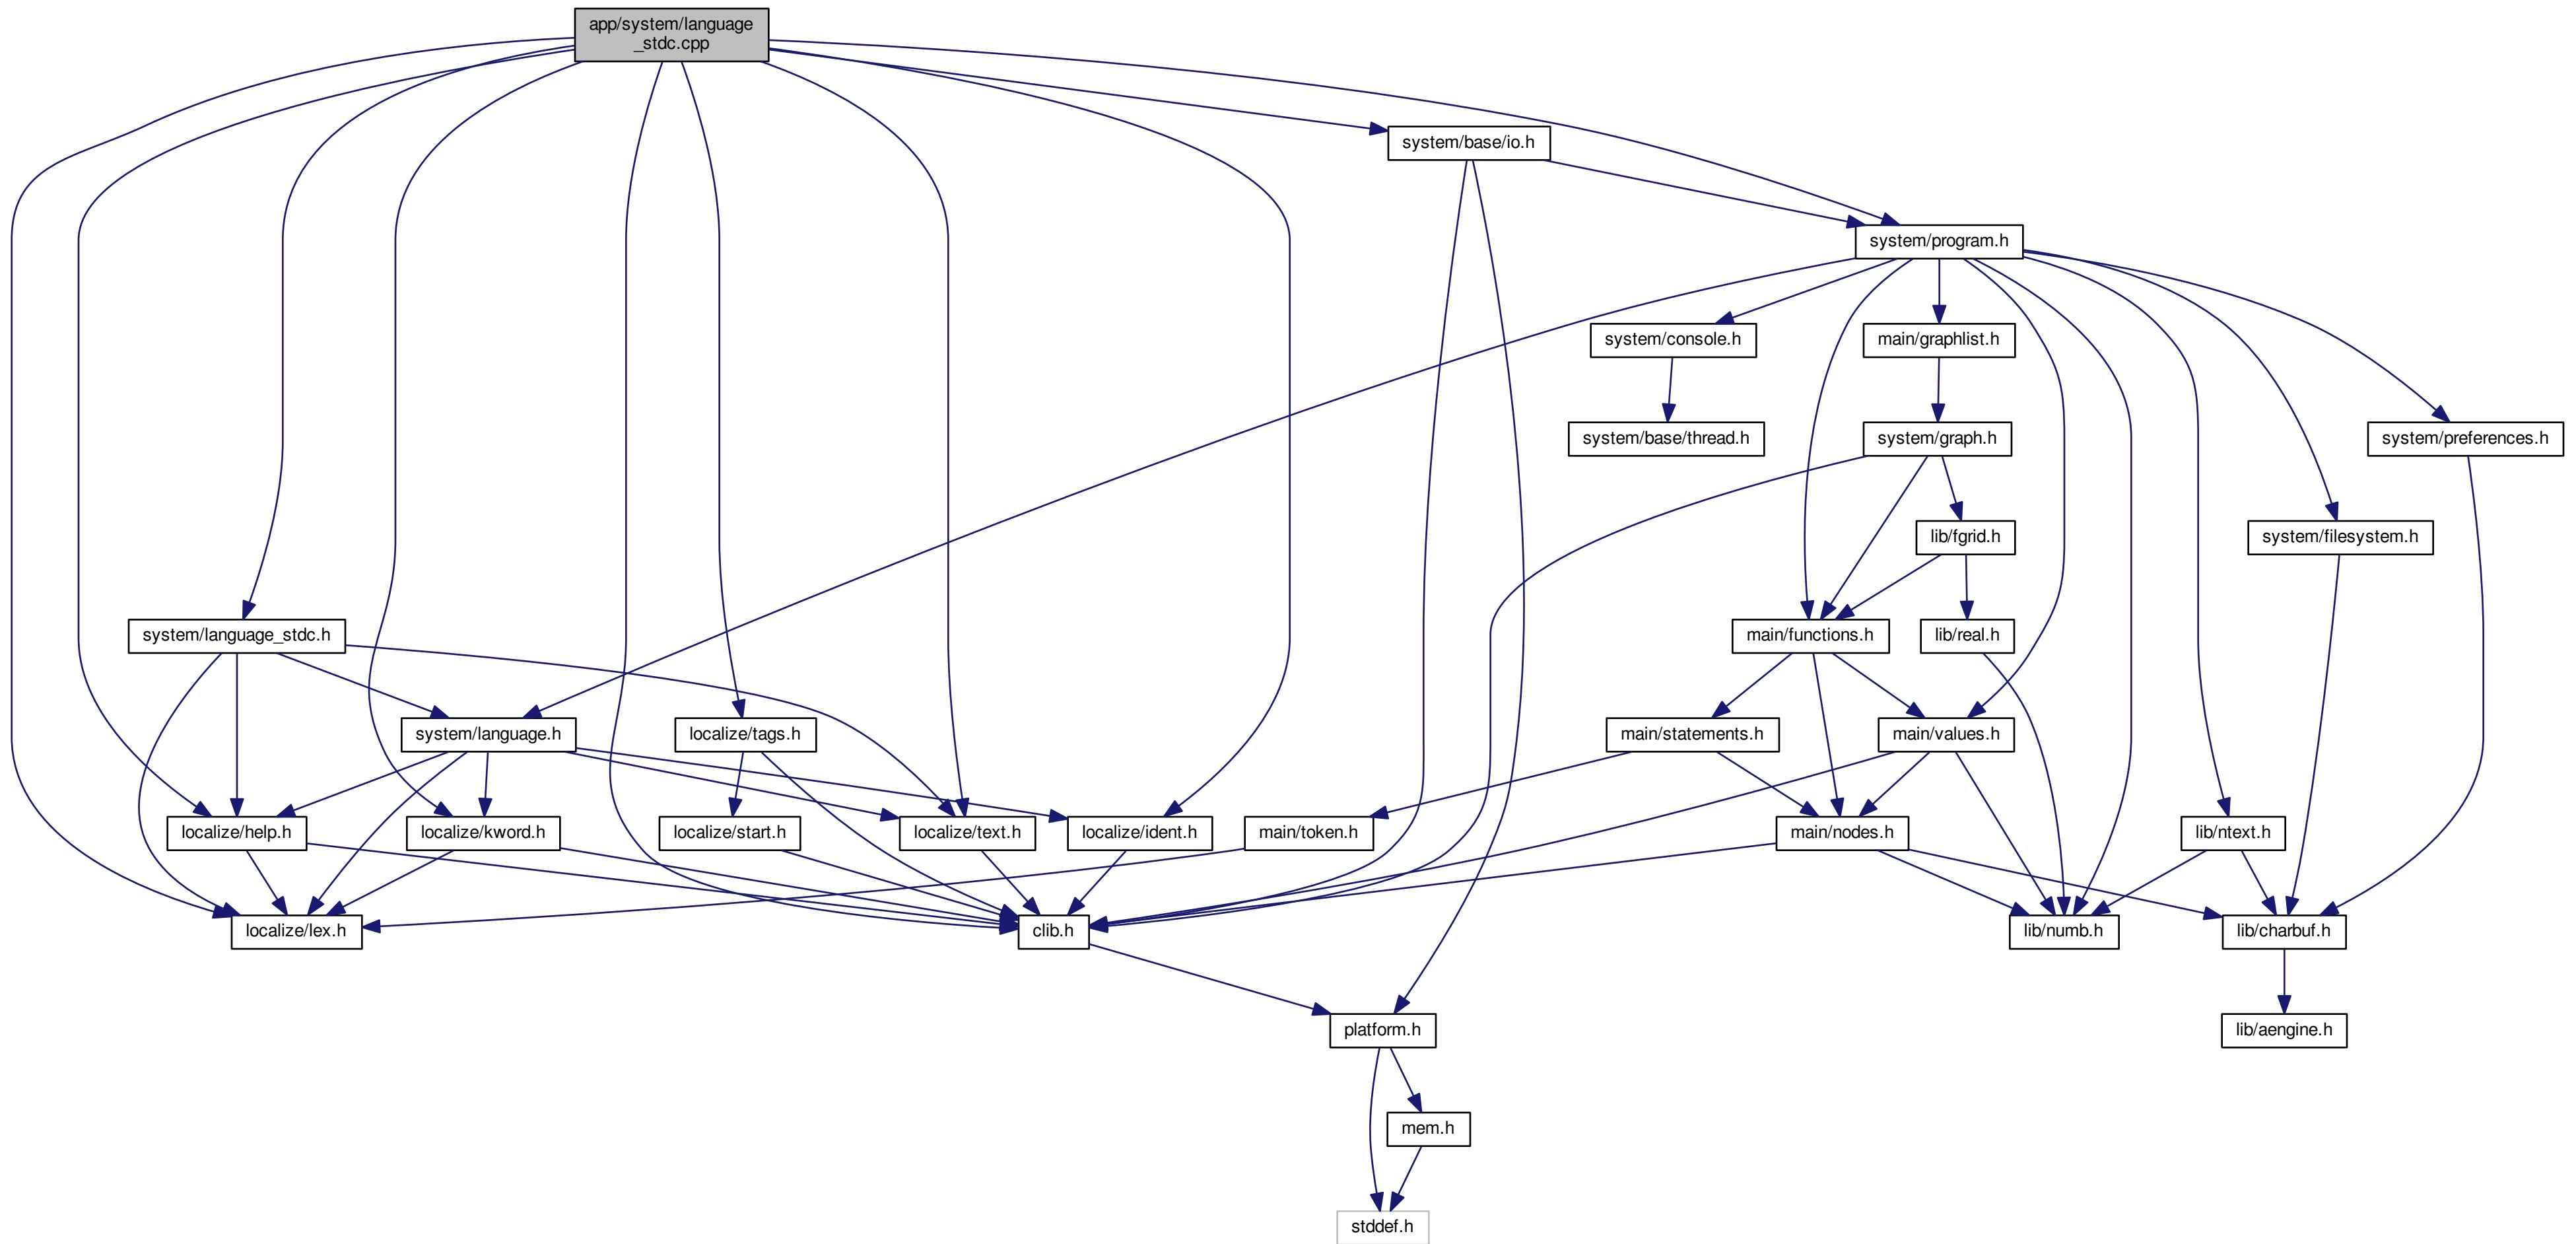 app/system/language
_stdc.cpp
system/base/io.h
system/program.h
system/console.h
main/graphlist.h
system/base/thread.h
system/graph.h
system/preferences.h
lib/fgrid.h
system/filesystem.h
system/language_stdc.h
main/functions.h
lib/real.h
system/language.h
localize/tags.h
main/statements.h
main/values.h
localize/help.h
localize/kword.h
localize/start.h
localize/text.h
localize/ident.h
main/token.h
main/nodes.h
lib/ntext.h
localize/lex.h
clib.h
lib/numb.h
lib/charbuf.h
platform.h
lib/aengine.h
mem.h
stddef.h